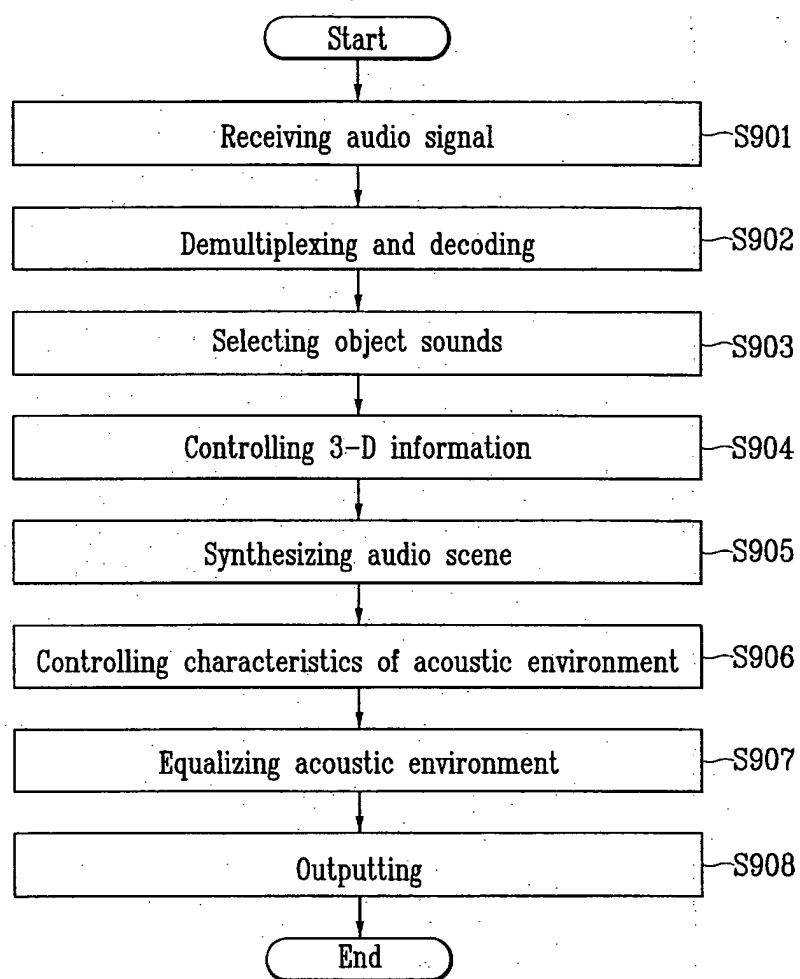 Start
Receiving audio signal S901
Demultiplexing and decoding S902
Selecting object sounds S903
Controlling 3-D information S904
Synthesizing audio scene S905
Controlling characteristics of acoustic environment S906
Equalizing acoustic environment S907
Outputting S908
End